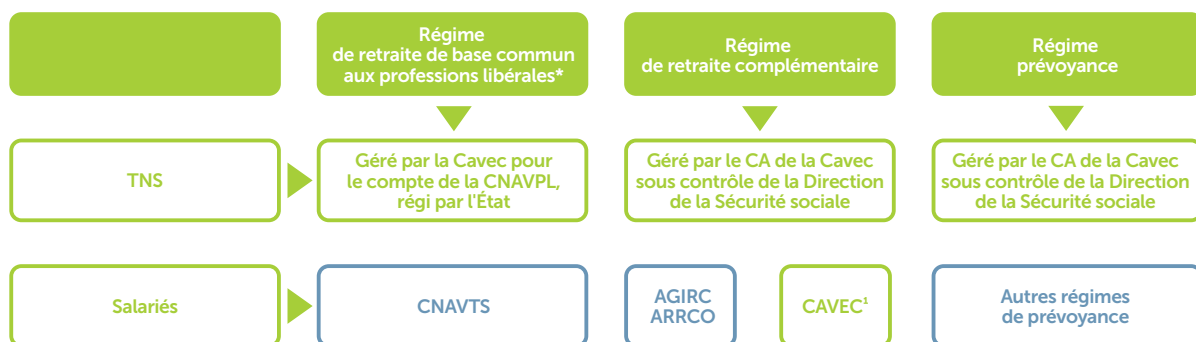 Régime
de retraite de base commun
aux professions libérales*
Régime
de retraite complémentaire
Régime
prévoyance
TNS
Géré par la Cavec pour
le compte de la CNAVPL,
régi par l'État
Géré par le CA de la Cavec
sous contrôle de la Direction
de la Sécurité sociale
Géré par le CA de la Cavec
sous contrôle de la Direction
de la Sécurité sociale
Salariés
CNAVTS
AGIRC
ARRCO
CAVEC¹
Autres régimes
de prévoyance